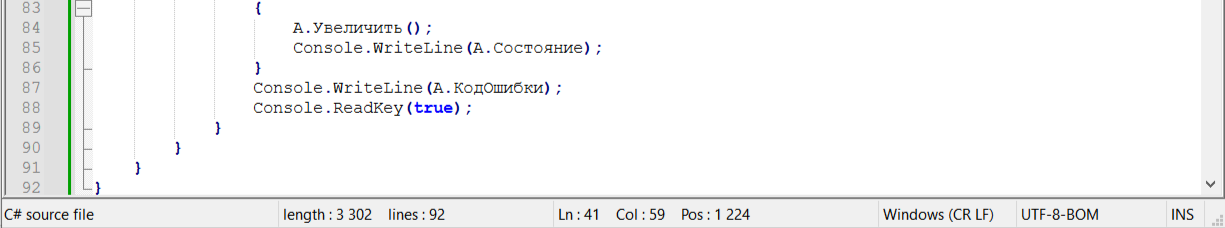 83 {
84 А.Увеличить();
85 Console.WriteLine(А.Состояние);
86 }
87 Console.WriteLine(А.КодОшибки);
88 Console.ReadKey(true);
89 }
90 }
91 }
92 }
C# source file length : 3 302 lines : 92 Ln : 41 Col : 59 Pos : 1 224 Windows (CR LF) UTF-8-BOM INS